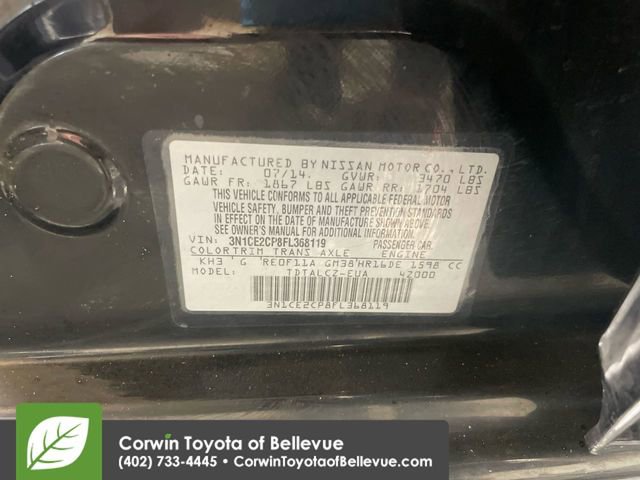 MANUFACTURED BY NISSAN MOTOR CO., LTD.
DATE: 07/14. GVWR: 3470 LBS
GAWR FR: 1867 LBS GAWR RR: 1704 LBS
THIS VEHICLE CONFORMS TO ALL APPLICABLE FEDERAL MOTOR
VEHICLE SAFETY, BUMPER AND THEFT PREVENTION STANDARDS
IN EFFECT ON THE DATE OF MANUFACTURE SHOWN ABOVE.
SEE OWNER'S MANUAL FOR ADDITIONAL INFORMATION.
VIN: 3N1CE2CP8FL368119 PASSENGER CAR.
COLOR TRIM TRANS AXLE ENGINE
KH3 G RE0F11A GM38 HR16DE 1598 CC
TDTALCZ-EUA 42000
3N1CE2CP8FL368119
Corwin Toyota of Bellevue
(402) 733-4445 • CorwinToyotaofBellevue.com